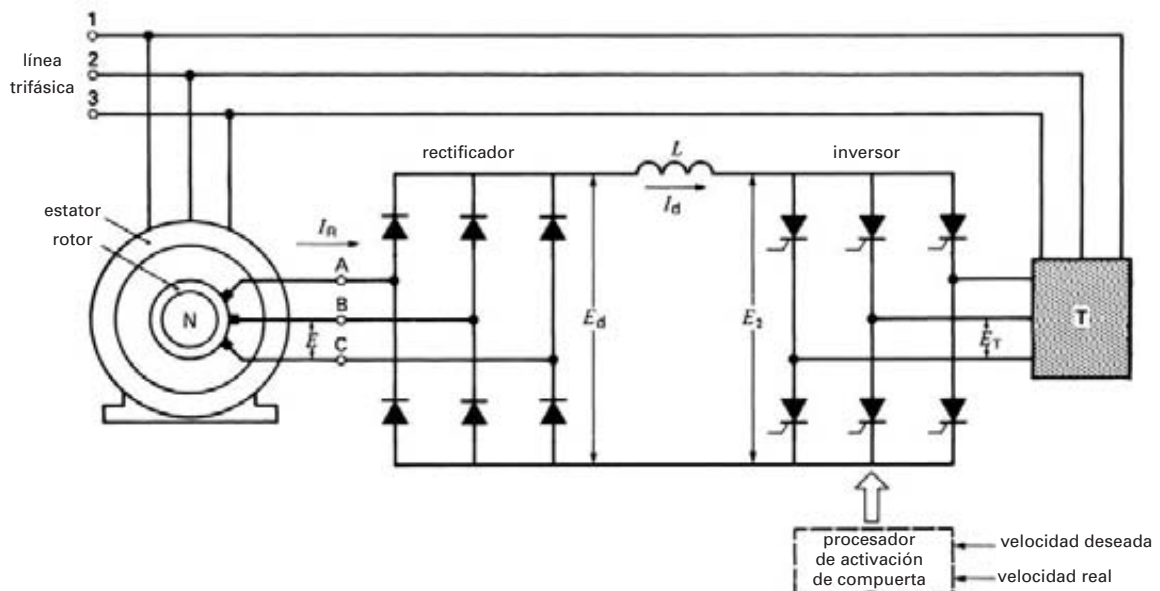 1
línea
trifásica
2
3
rectificador
L
inversor
I_d
estator
rotor
I_R
A
B
C
N
E
E_d
E_2
E_T
T
procesador
de activación
de compuerta
velocidad deseada
velocidad real